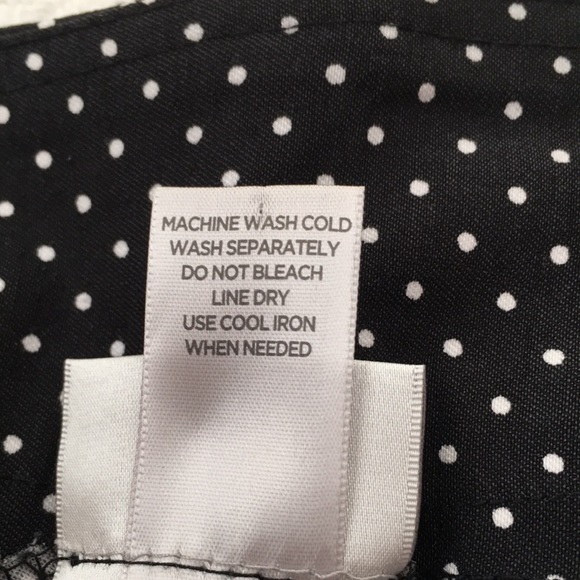 MACHINE WASH COLD
WASH SEPARATELY
DO NOT BLEACH
LINE DRY
USE COOL IRON
WHEN NEEDED